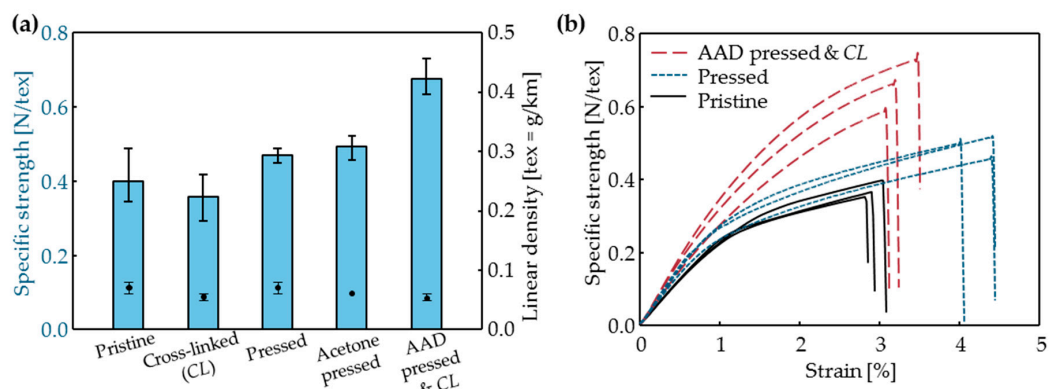 (a)
0.8
0.6
0.4
0.2
0.0
Specific strength [N/tex]
0.5
0.4
0.3
0.2
0.1
0.0
Linear density [tex = g/km]
Pristine
Cross-linked
(CL)
Pressed
Acetone
pressed
AAD
pressed
& CL
(b)
0.8
0.6
0.4
0.2
0.0
Specific strength [N/tex]
AAD pressed & CL
Pressed
Pristine
0
1
2
3
4
5
Strain [%]